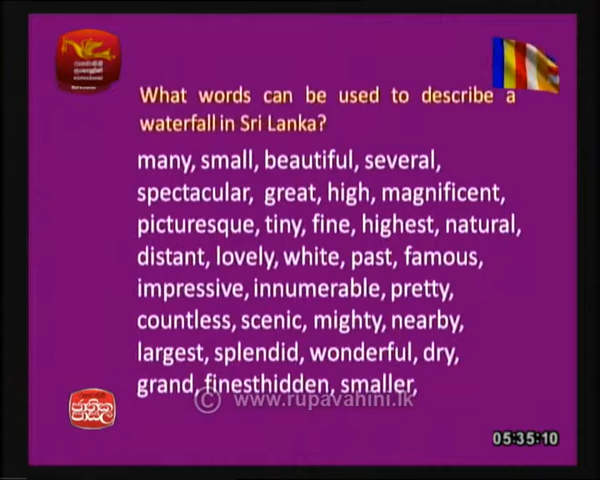 What words can be used to describe a
waterfall in Sri Lanka?
many, small, beautiful, several,
spectacular, great, high, magnificent,
picturesque, tiny, fine, highest, natural,
distant, lovely, white, past, famous,
impressive, innumerable, pretty,
countless, scenic, mighty, nearby,
largest, splendid, wonderful, dry,
grand, finesthidden, smaller,
© www.rupavahini.lk
05:35:10